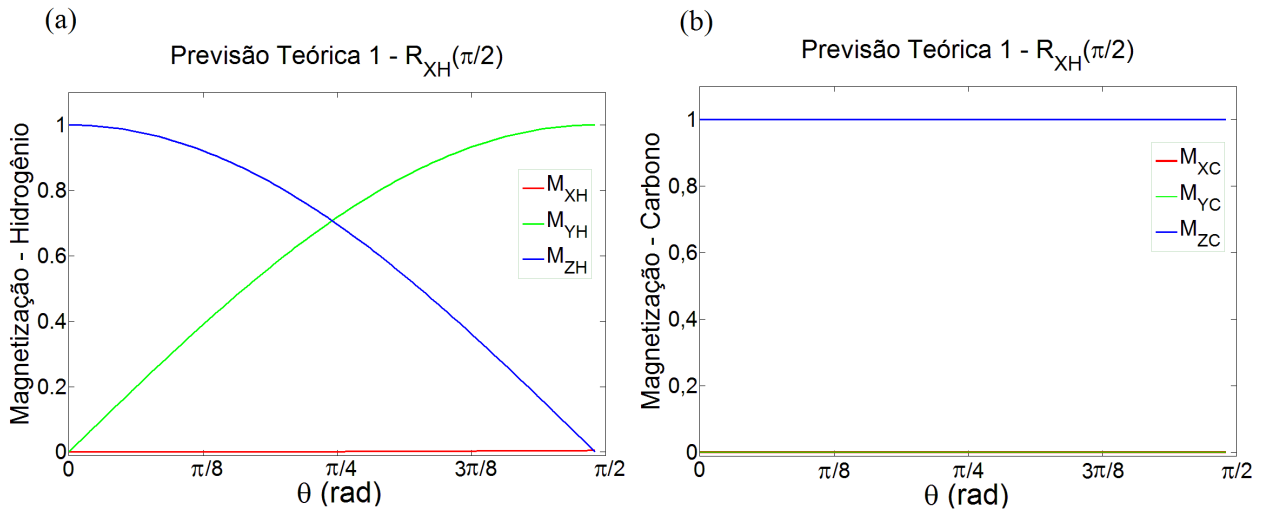 (a)
Previsão Teórica 1 - R_XH(π/2)
Magnetização - Hidrogênio
1
0.8
0.6
0.4
0.2
0
0
π/8
π/4
3π/8
π/2
θ (rad)
M_XH
M_YH
M_ZH
(b)
Previsão Teórica 1 - R_XH(π/2)
Magnetização - Carbono
1
0.8
0.6
0,4
0.2
0
0
π/8
π/4
3π/8
π/2
θ (rad)
M_XC
M_YC
M_ZC